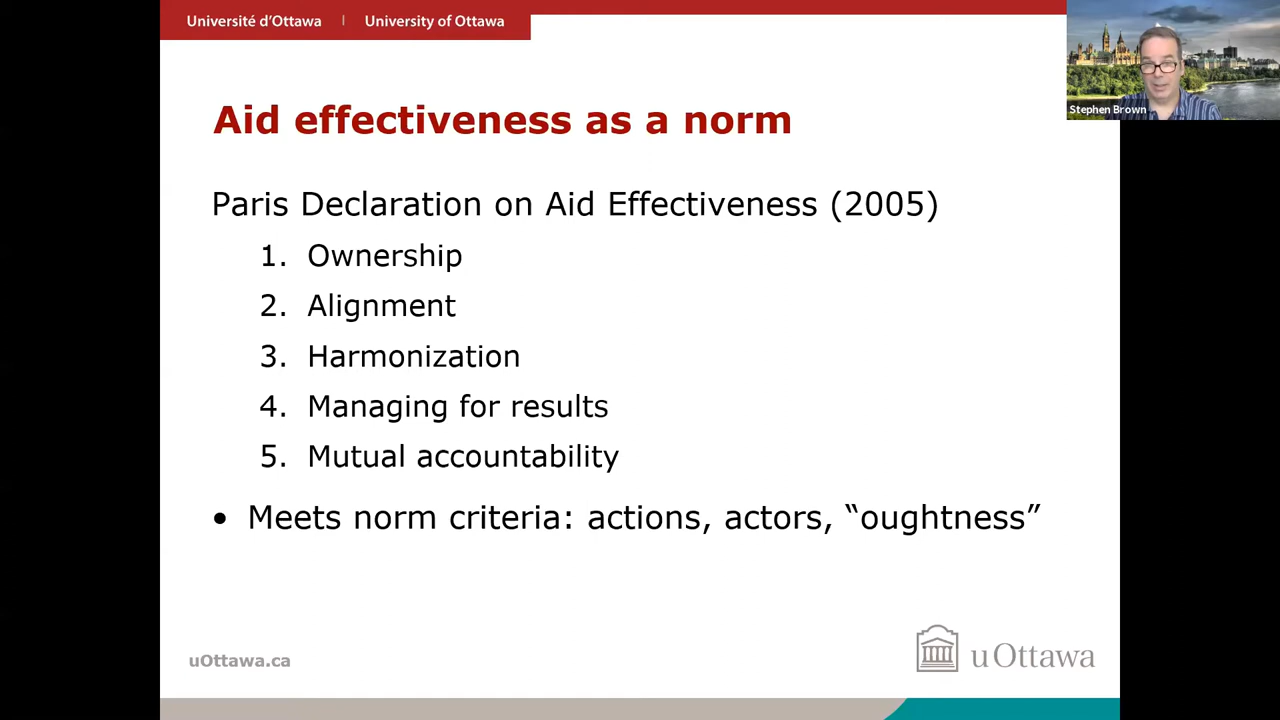 Université d'Ottawa | University of Ottawa
Stephen Brown
Aid effectiveness as a norm
Paris Declaration on Aid Effectiveness (2005)
1. Ownership
2. Alignment
3. Harmonization
4. Managing for results
5. Mutual accountability
• Meets norm criteria: actions, actors, “oughtness”
uOttawa.ca
uOttawa